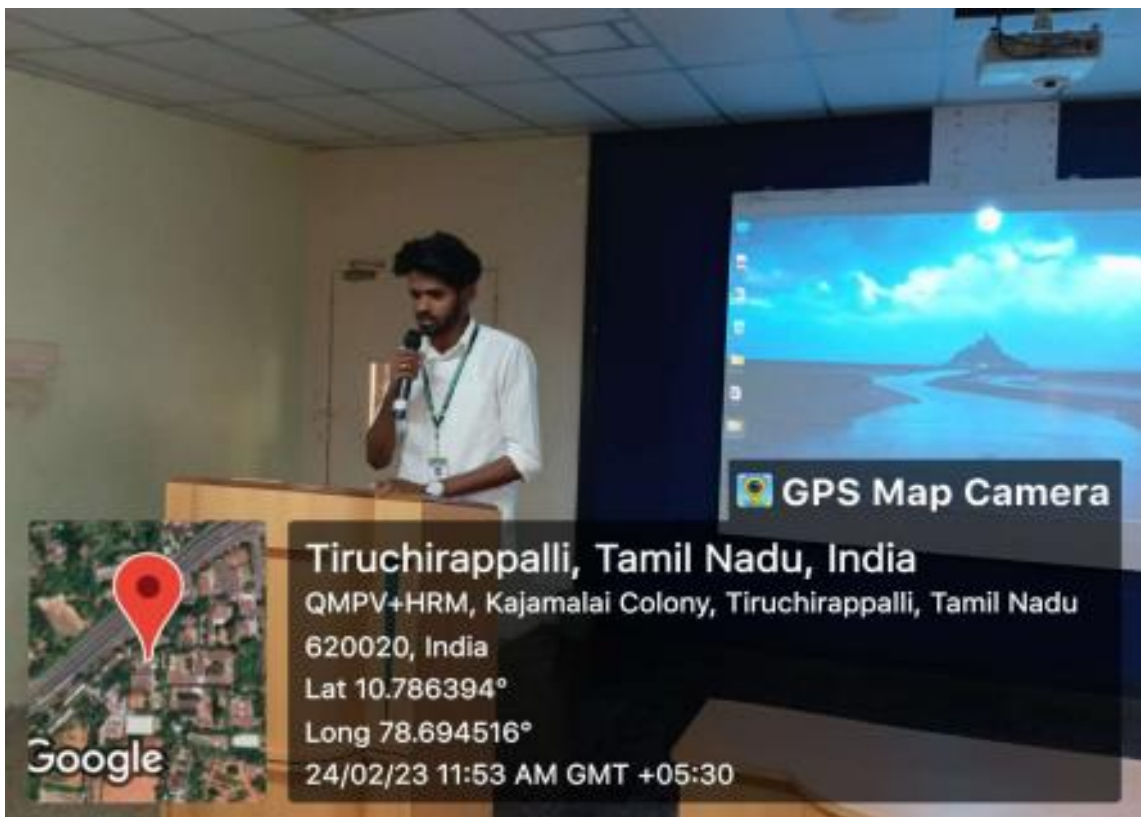 GPS Map Camera
Tiruchirappalli, Tamil Nadu, India
QMPV+HRM, Kajamalai Colony, Tiruchirappalli, Tamil Nadu
620020, India
Lat 10.786394°
Long 78.694516°
24/02/23 11:53 AM GMT +05:30
Google